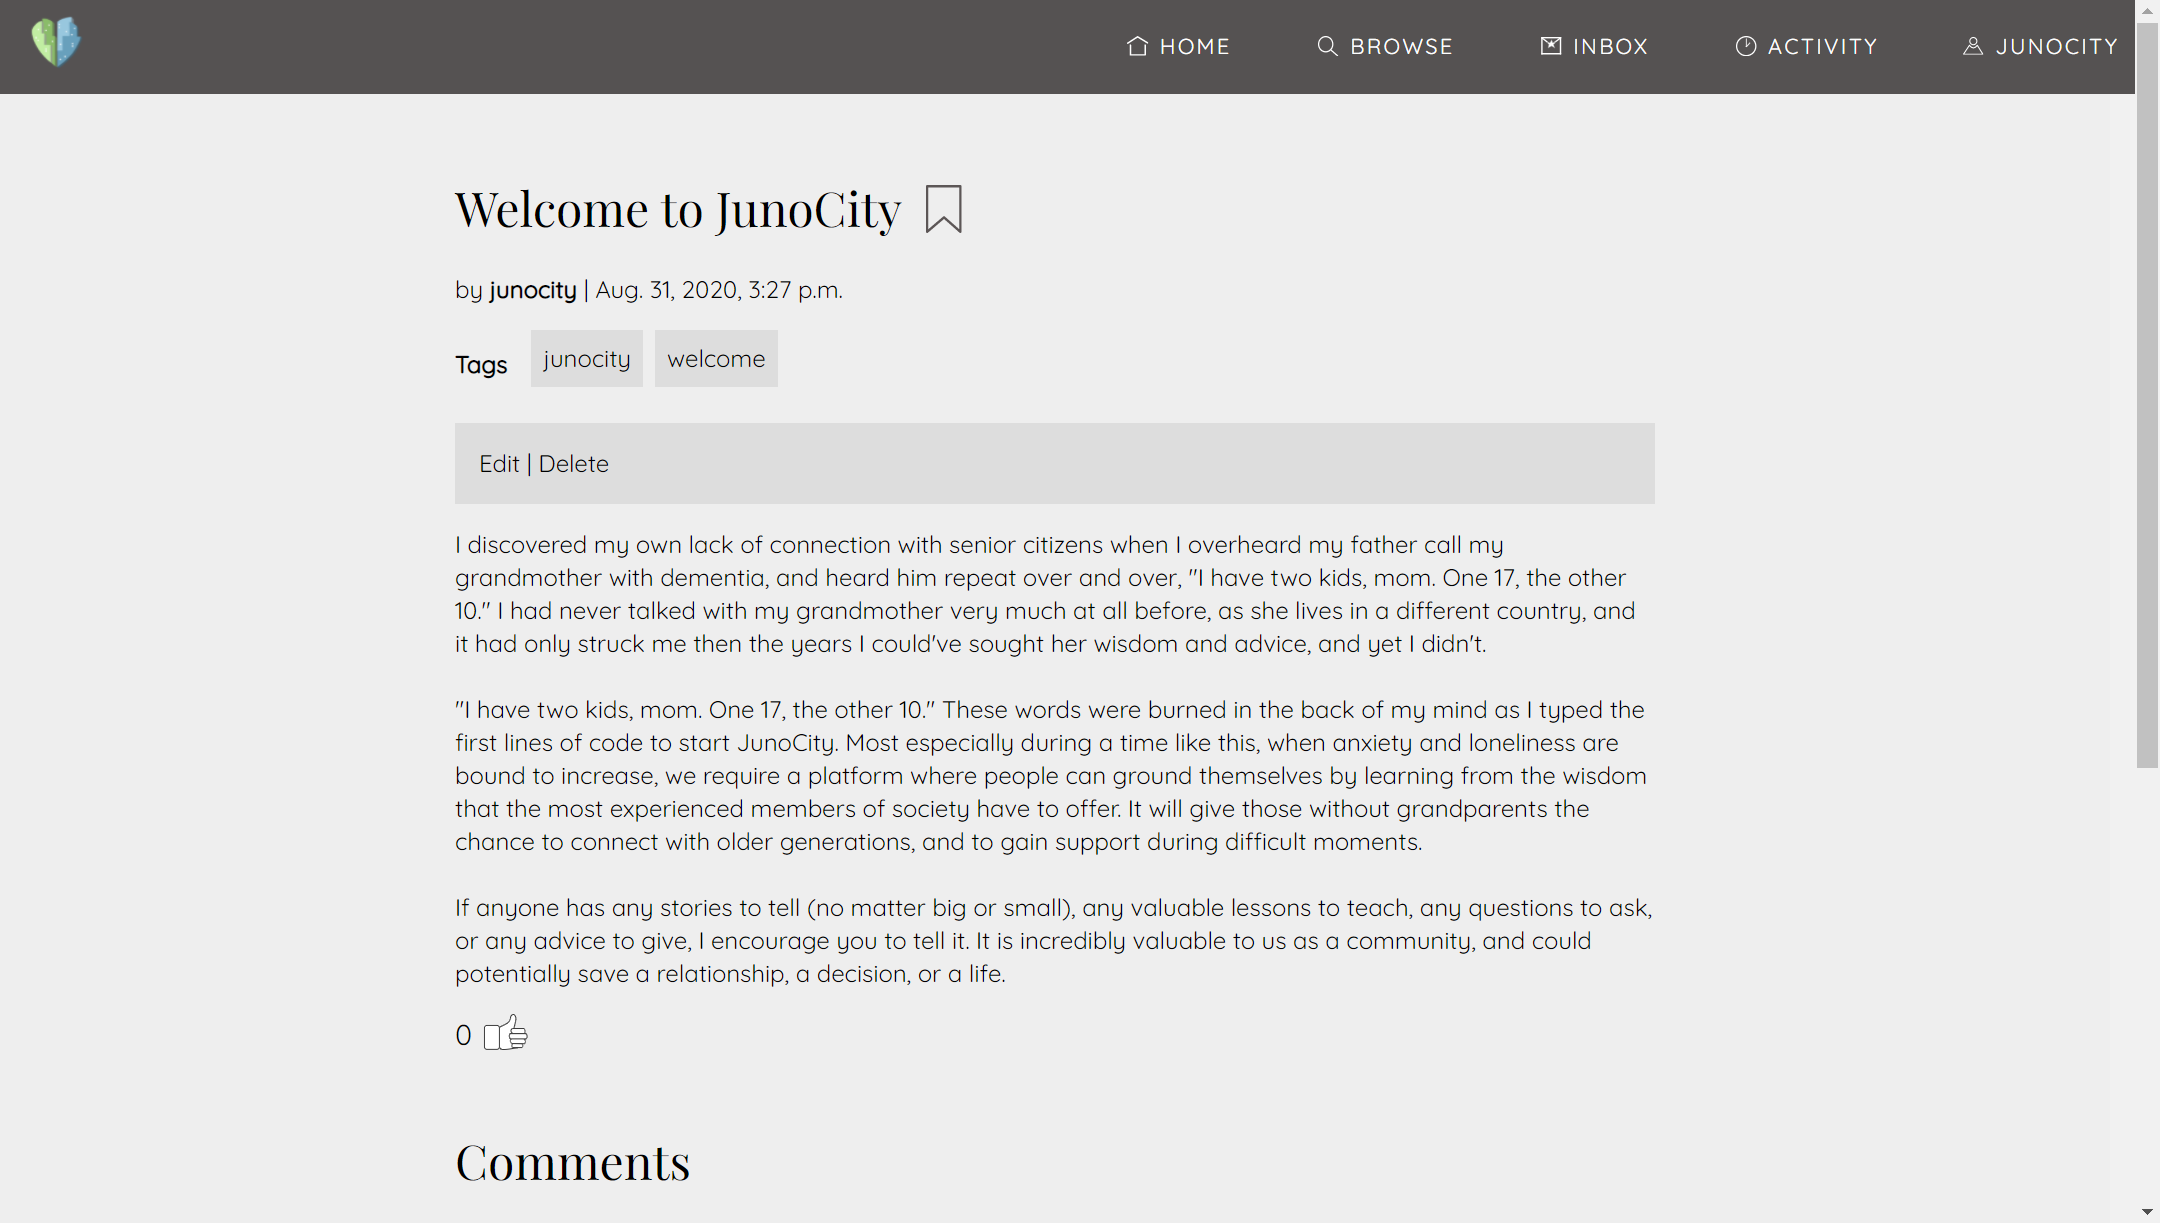 HOME BROWSE INBOX ACTIVITY JUNOCITY
Welcome to JunoCity
by junocity | Aug. 31, 2020, 3:27 p.m.
Tags junocity welcome
Edit | Delete
I discovered my own lack of connection with senior citizens when I overheard my father call my
grandmother with dementia, and heard him repeat over and over, "I have two kids, mom. One 17, the other
10." I had never talked with my grandmother very much at all before, as she lives in a different country, and
it had only struck me then the years I could've sought her wisdom and advice, and yet I didn't.
"I have two kids, mom. One 17, the other 10." These words were burned in the back of my mind as I typed the
first lines of code to start JunoCity. Most especially during a time like this, when anxiety and loneliness are
bound to increase, we require a platform where people can ground themselves by learning from the wisdom
that the most experienced members of society have to offer. It will give those without grandparents the
chance to connect with older generations, and to gain support during difficult moments.
If anyone has any stories to tell (no matter big or small), any valuable lessons to teach, any questions to ask,
or any advice to give, I encourage you to tell it. It is incredibly valuable to us as a community, and could
potentially save a relationship, a decision, or a life.
0
Comments